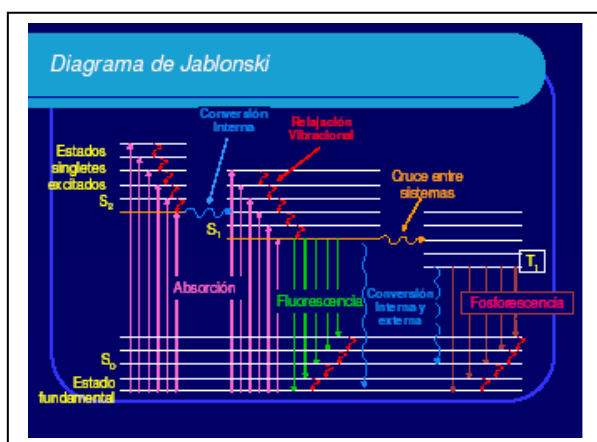 Diagrama de Jablonski
Conversión
Interna
Relajación
Vibracional
Estados
singletes
excitados
S2
Cruce entre
sistemas
S1
T1
Absorción
Fluorescencia
Conversión
Interna y
externa
Fosforescencia
S0
Estado
fundamental